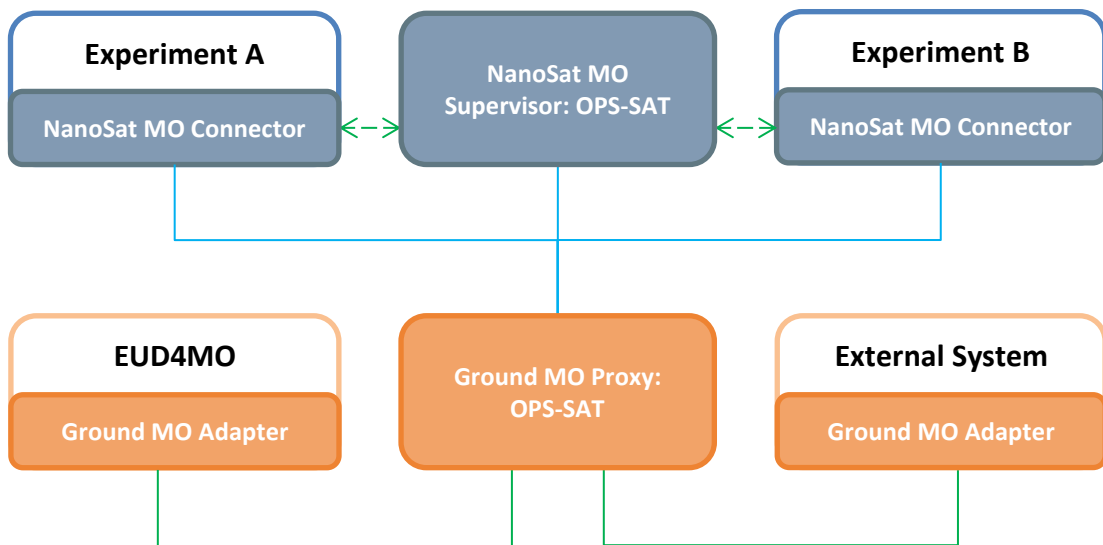 Experiment A
NanoSat MO Connector
NanoSat MO
Supervisor: OPS-SAT
Experiment B
NanoSat MO Connector
EUD4MO
Ground MO Adapter
Ground MO Proxy:
OPS-SAT
External System
Ground MO Adapter